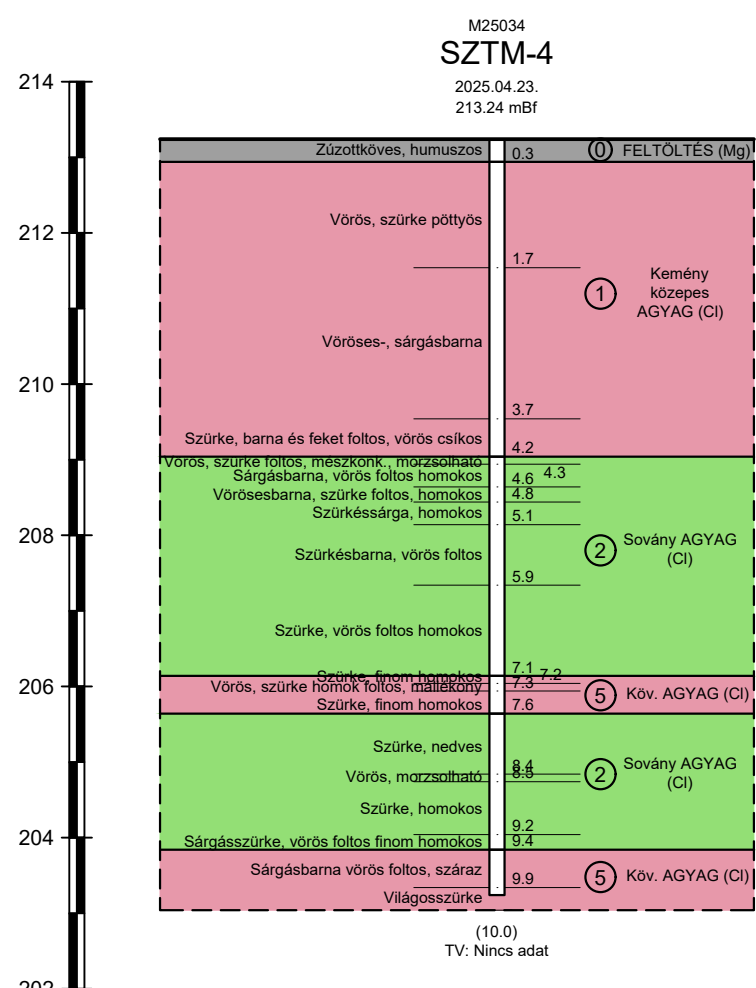 M25034
SZTM-4
2025.04.23.
213.24 mBf
214
212
210
208
206
204
202
Zúzottköves, humuszos
0.3
0 FELTÖLTÉS (Mg)
Vörös, szürke pöttyös
1.7
1
Kemény
közepes
AGYAG (Cl)
Vöröses-, sárgásbarna
3.7
Szürke, barna és feket foltos, vörös csíkos
4.2
Vörös, szürke foltos, mészkonk., morzsolható
4.3
Sárgásbarna, vörös foltos homokos
4.6
Vörösesbarna, szürke foltos, homokos
4.8
Szürkéssárga, homokos
5.1
2
Sovány AGYAG
(Cl)
Szürkésbarna, vörös foltos
5.9
Szürke, vörös foltos homokos
7.1
Szürke, finom homokos
7.2
Vörös, szürke homok foltos, mállékony
7.3
5 Köv. AGYAG (Cl)
Szürke, finom homokos
7.6
Szürke, nedves
8.4
2
Sovány AGYAG
(Cl)
Vörös, morzsolható
8.5
Szürke, homokos
9.2
Sárgásszürke, vörös foltos finom homokos
9.4
Sárgásbarna vörös foltos, száraz
9.9
5 Köv. AGYAG (Cl)
Világosszürke
(10.0)
TV: Nincs adat